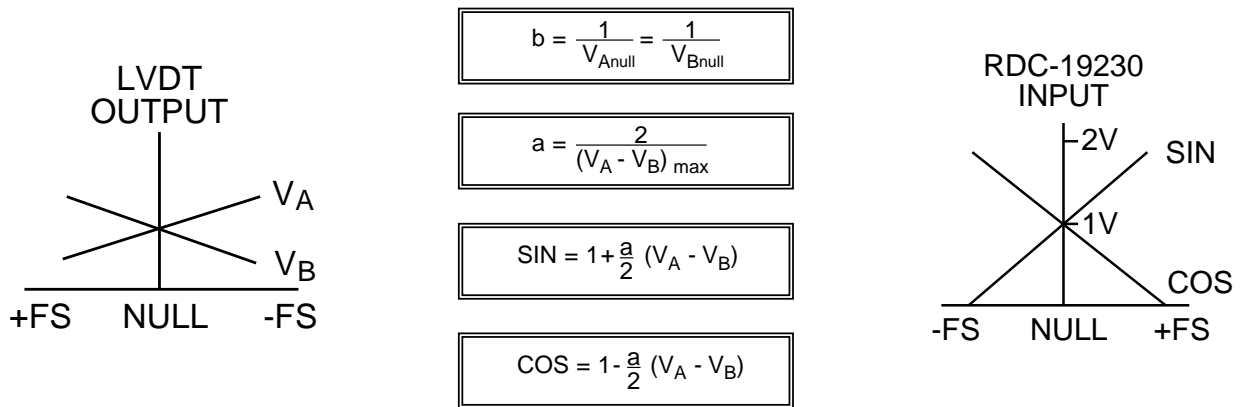 LVDT
OUTPUT
VA
VB
+FS NULL -FS
b = 1/VAnull = 1/VBnull
a = 2/(VA - VB) max
SIN = 1+ a/2 (VA - VB)
COS = 1- a/2 (VA - VB)
RDC-19230
INPUT
2V
SIN
1V
COS
-FS NULL +FS